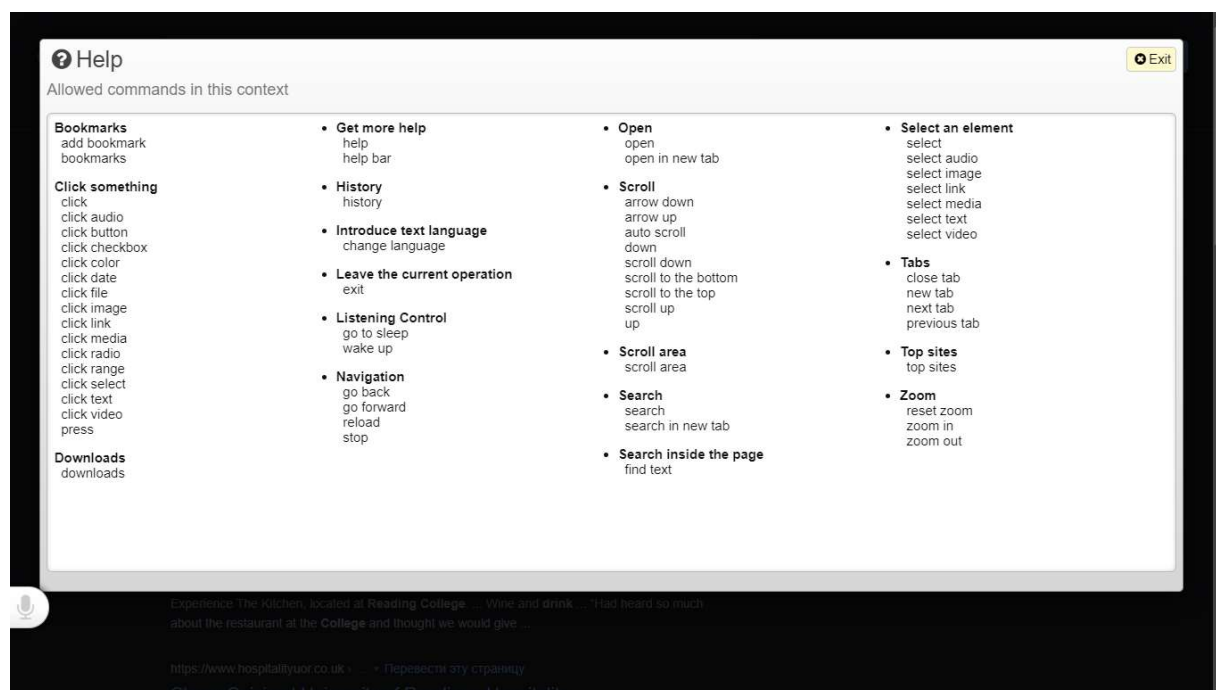 Help
Exit
Allowed commands in this context
Bookmarks
add bookmark
bookmarks
Click something
click
click audio
click button
click checkbox
click color
click date
click file
click image
click link
click media
click radio
click range
click select
click text
click video
press
Downloads
downloads
• Get more help
help
help bar
• History
history
• Introduce text language
change language
• Leave the current operation
exit
• Listening Control
go to sleep
wake up
• Navigation
go back
go forward
reload
stop
• Open
open
open in new tab
• Scroll
arrow down
arrow up
auto scroll
down
scroll down
scroll to the bottom
scroll to the top
scroll up
up
• Scroll area
scroll area
• Search
search
search in new tab
• Search inside the page
find text
• Select an element
select
select audio
select image
select link
select media
select text
select video
• Tabs
close tab
new tab
next tab
previous tab
• Top sites
top sites
• Zoom
reset zoom
zoom in
zoom out
Experience The Kitchen, located at Reading College ... Wine and drink ... "Had heard so much
about the restaurant at the College and thought we would give ...
https://www.hospitalityuor.co.uk › ... • Перевести эту страницу